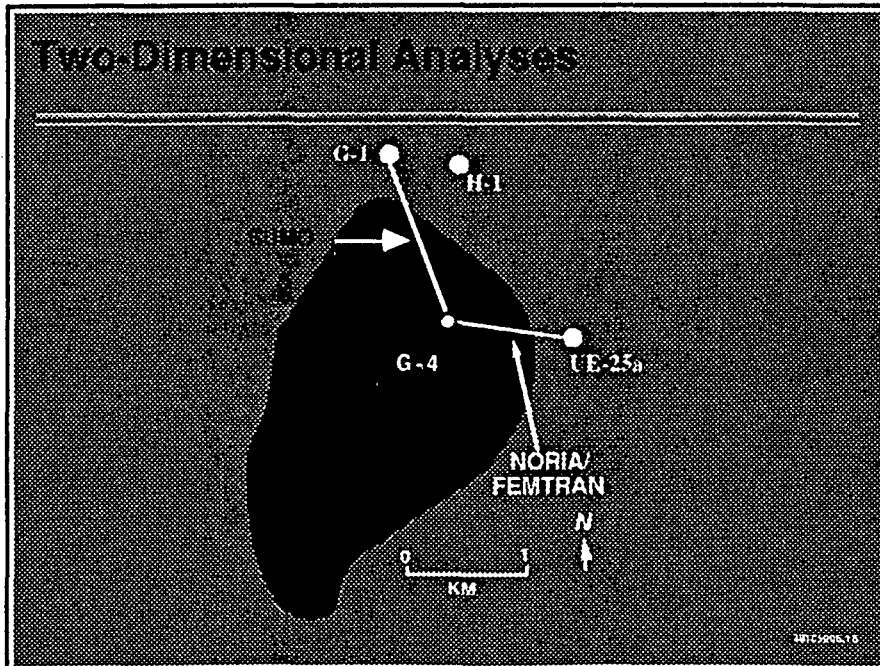 Two-Dimensional Analyses
G-1
H-1
SUMO
G-4
UE-25a
NORIA/
FEMTRAN
N
0 1
KM